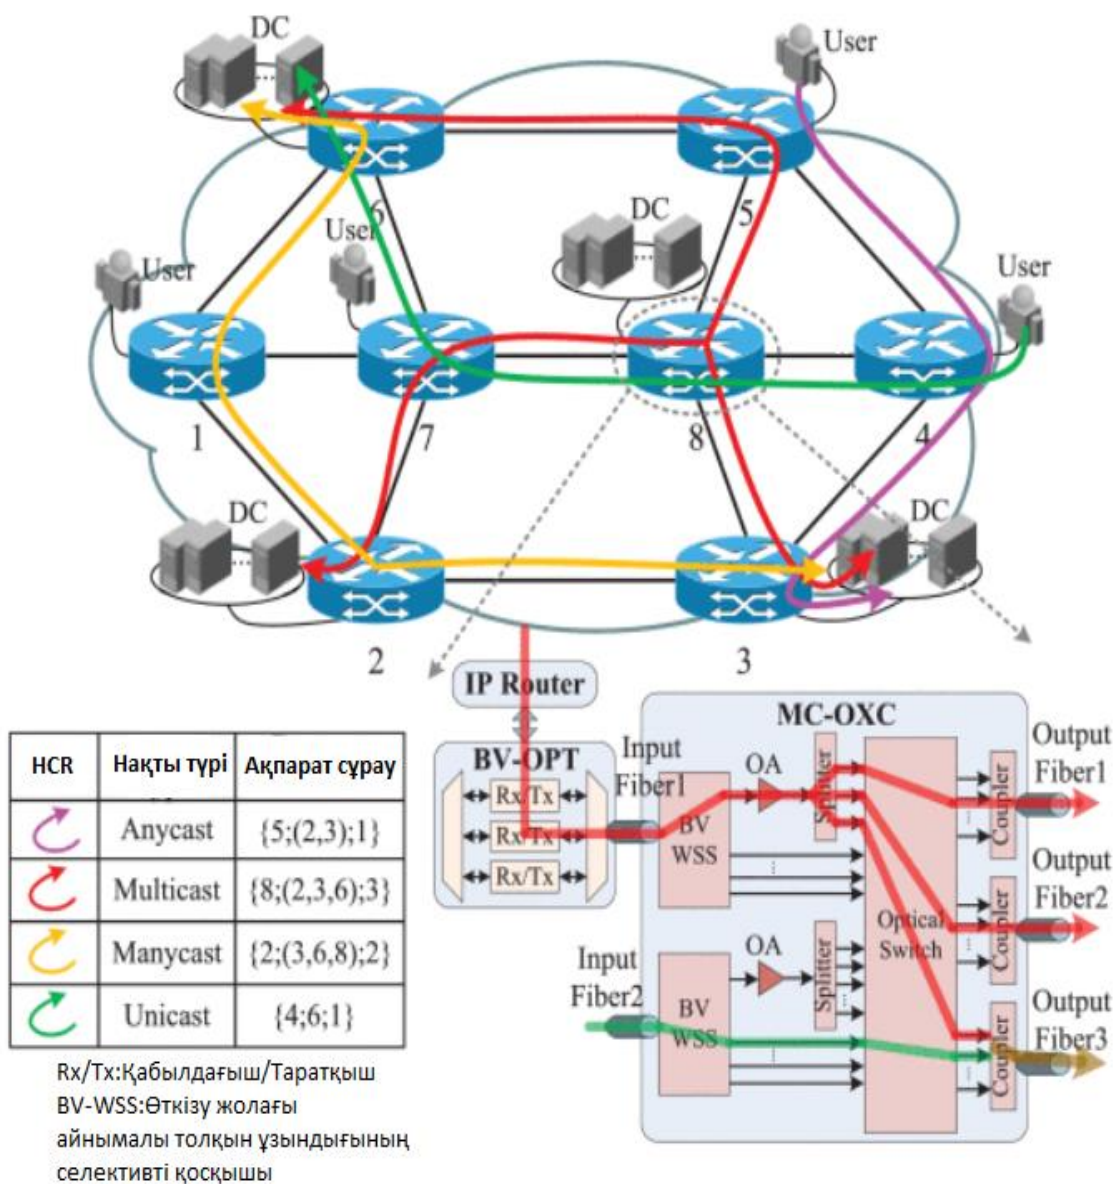 DC
User
6
5
DC
User
User
User
1
7
8
4
DC
DC
2
3
IP Router
BV-OPT
Rx/Tx
Rx/Tx
Rx/Tx
MC-OXC
Input
Fiber1
BV
WSS
OA
Splitter
Optical
Switch
Coupler
Output
Fiber1
Coupler
Output
Fiber2
Input
Fiber2
BV
WSS
OA
Splitter
Coupler
Output
Fiber3
HCR Нақты түрі Ақпарат сұрау
Anycast {5;(2,3);1}
Multicast {8;(2,3,6);3}
Manycast {2;(3,6,8);2}
Unicast {4;6;1}
Rx/Tx:Қабылдағыш/Таратқыш
BV-WSS:Өткізу жолағы
айнымалы толқын ұзындығының
селективті қосқышы